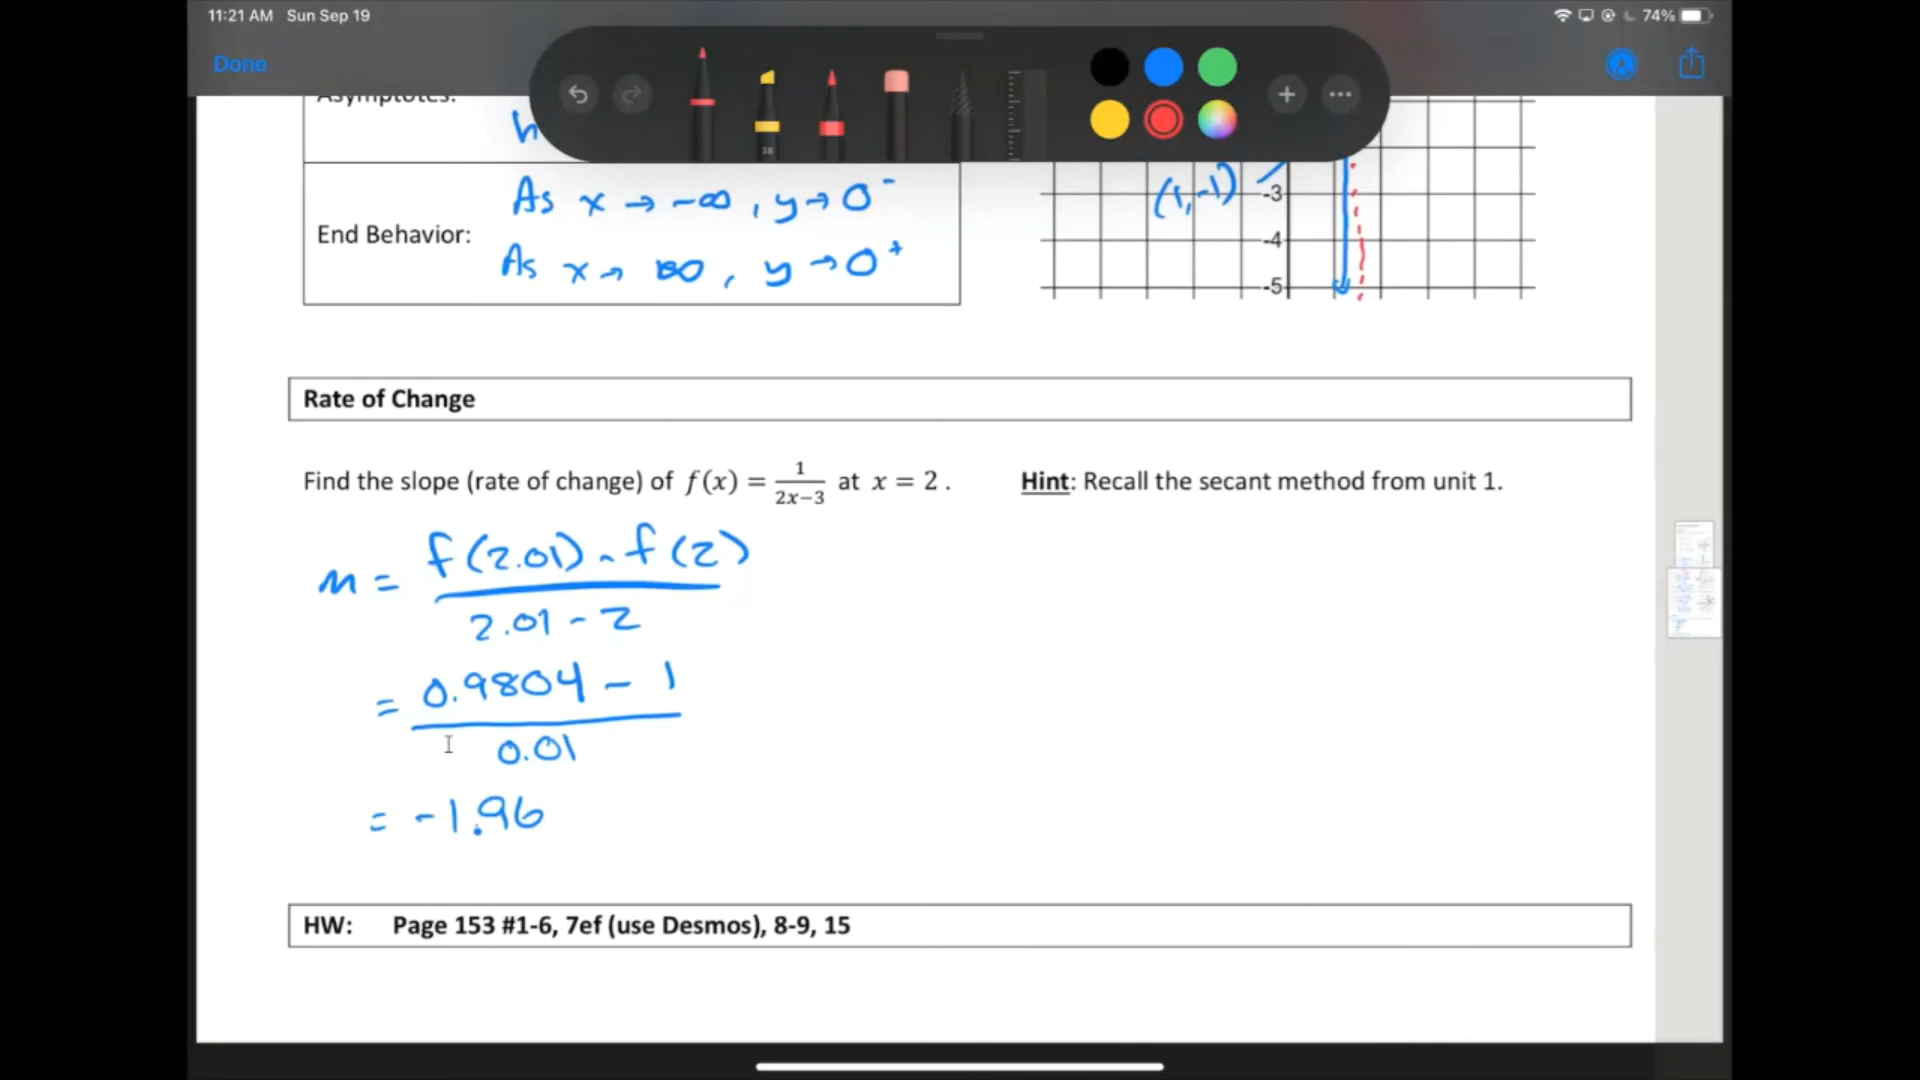 11:21 AM Sun Sep 19
74%
Done
38
Asymptotes:
h
End Behavior:
As x → -∞, y → 0⁻
As x → ∞, y → 0⁺
(1,-1)
-3
-4
-5
Rate of Change
Find the slope (rate of change) of f(x) = 1/(2x−3) at x = 2 . Hint: Recall the secant method from unit 1.
m = (f(2.01) - f(2))/(2.01 - 2)
= (0.9804 - 1)/0.01
= -1.96
HW: Page 153 #1-6, 7ef (use Desmos), 8-9, 15